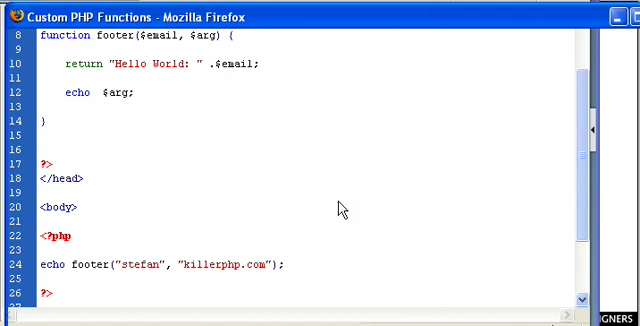 Custom PHP Functions - Mozilla Firefox
8 function footer($email, $arg) {
9
10 return "Hello World: " .$email;
11
12 echo $arg;
13
14 }
15
16
17 ?>
18 </head>
19
20 <body>
21
22 <?php
23
24 echo footer("stefan", "killerphp.com");
25
26 ?>
27
IGNERS